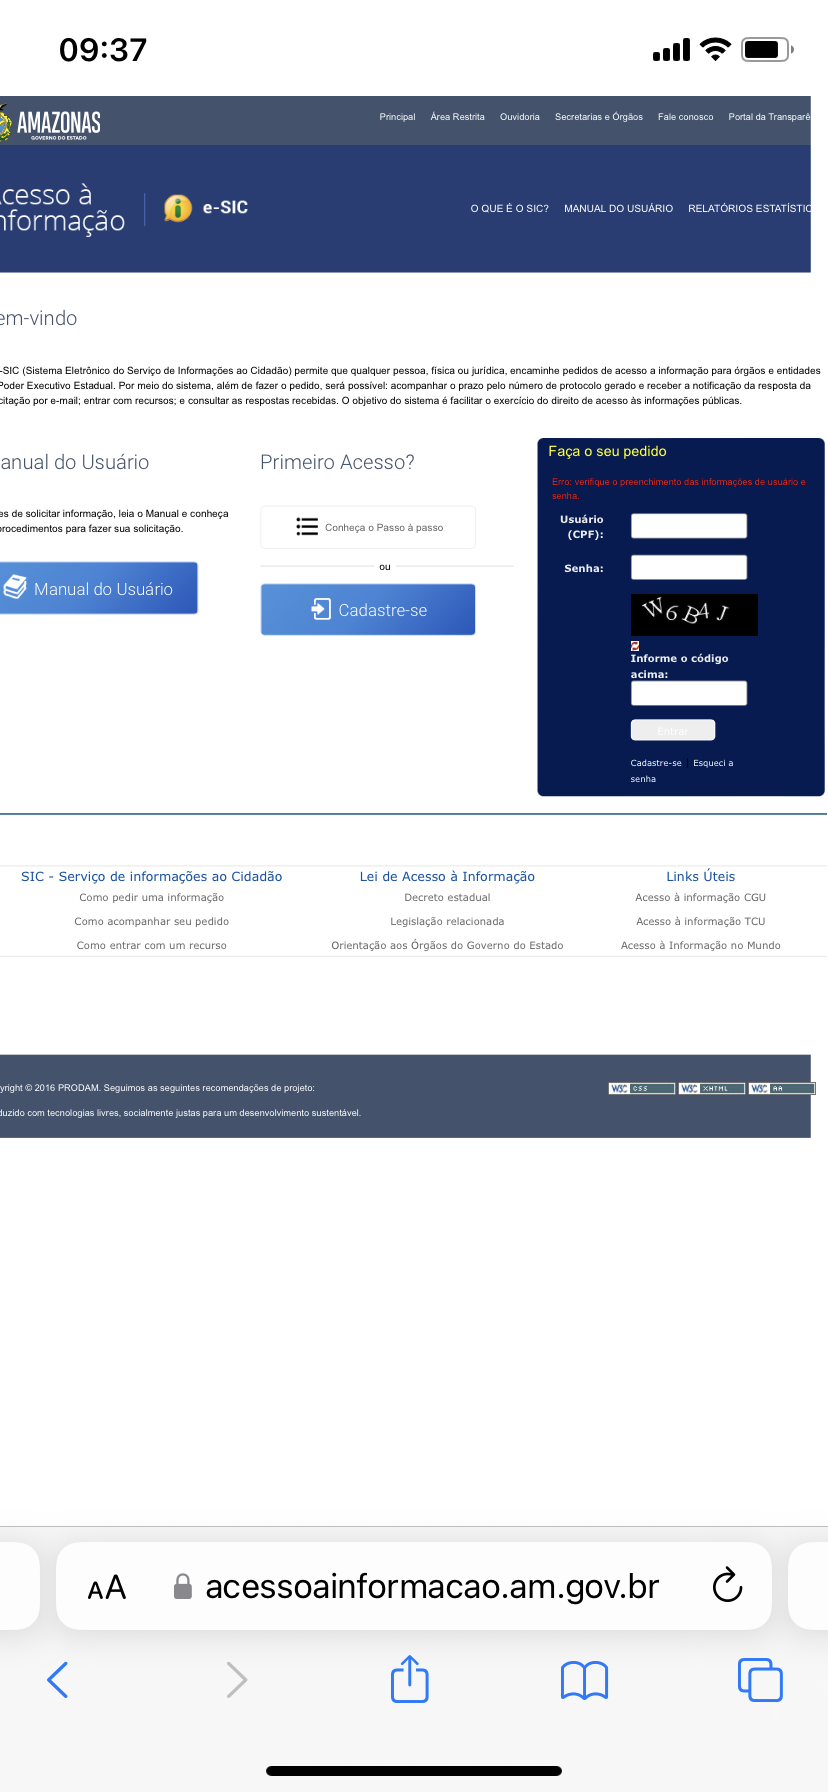 09:37
AMAZONAS
GOVERNO DO ESTADO
Principal Área Restrita Ouvidoria Secretarias e Órgãos Fale conosco Portal da Transparê
cesso à
nformação
e-SIC
O QUE É O SIC? MANUAL DO USUÁRIO RELATÓRIOS ESTATÍSTIC
em-vindo
-SIC (Sistema Eletrônico do Serviço de Informações ao Cidadão) permite que qualquer pessoa, física ou jurídica, encaminhe pedidos de acesso a informação para órgãos e entidades
Poder Executivo Estadual. Por meio do sistema, além de fazer o pedido, será possível: acompanhar o prazo pelo número de protocolo gerado e receber a notificação da resposta da
citação por e-mail; entrar com recursos; e consultar as respostas recebidas. O objetivo do sistema é facilitar o exercício do direito de acesso às informações públicas.
anual do Usuário
es de solicitar informação, leia o Manual e conheça
procedimentos para fazer sua solicitação.
Manual do Usuário
Primeiro Acesso?
Conheça o Passo à passo
ou
Cadastre-se
Faça o seu pedido
Erro: verifique o preenchimento das informações de usuário e
senha.
Usuário
(CPF):
Senha:
W6BAJ
Informe o código
acima:
Entrar
Cadastre-se | Esqueci a
senha
SIC - Serviço de informações ao Cidadão
Como pedir uma informação
Como acompanhar seu pedido
Como entrar com um recurso
Lei de Acesso à Informação
Decreto estadual
Legislação relacionada
Orientação aos Órgãos do Governo do Estado
Links Úteis
Acesso à informação CGU
Acesso à informação TCU
Acesso à Informação no Mundo
yright © 2016 PRODAM. Seguimos as seguintes recomendações de projeto:
W3C CSS W3C XHTML W3C AA
duzido com tecnologias livres, socialmente justas para um desenvolvimento sustentável.
AA acessoainformacao.am.gov.br